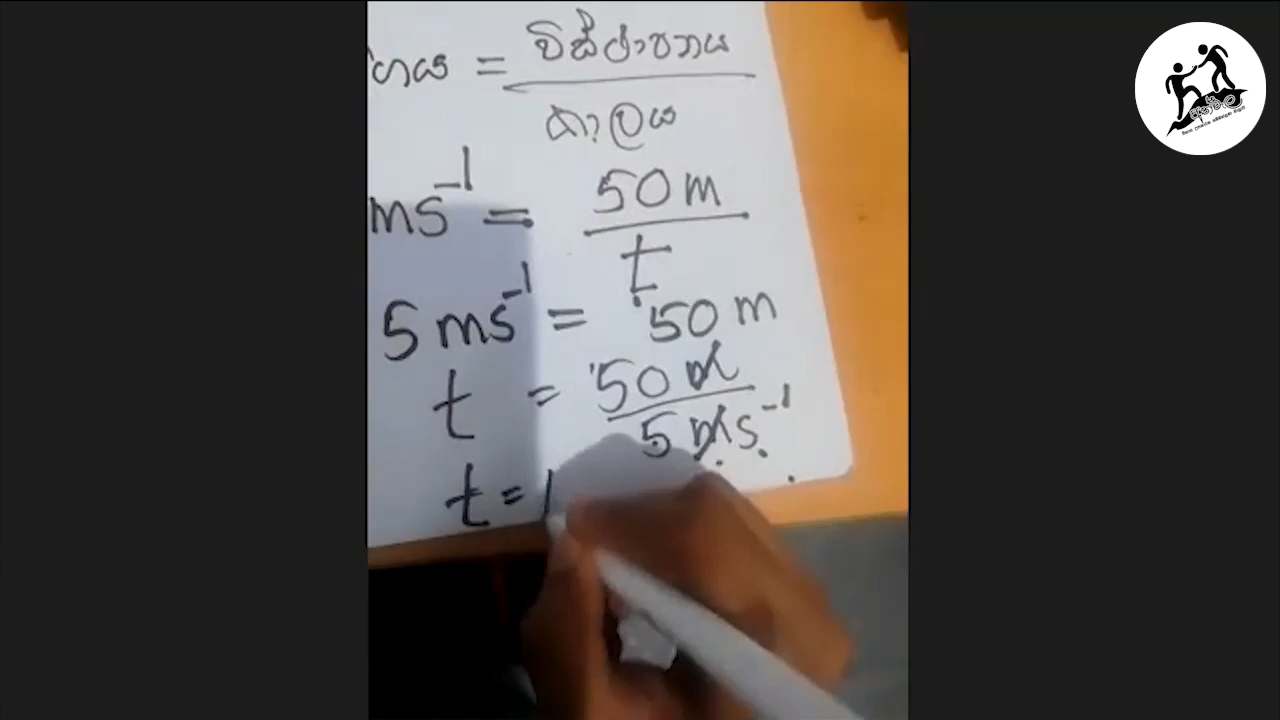 ගය = විස්ථාපනය
කාලය
ms⁻¹ = 50 m
t
5 ms⁻¹ = 50 m
t = 50 m
5 ms⁻¹
t =